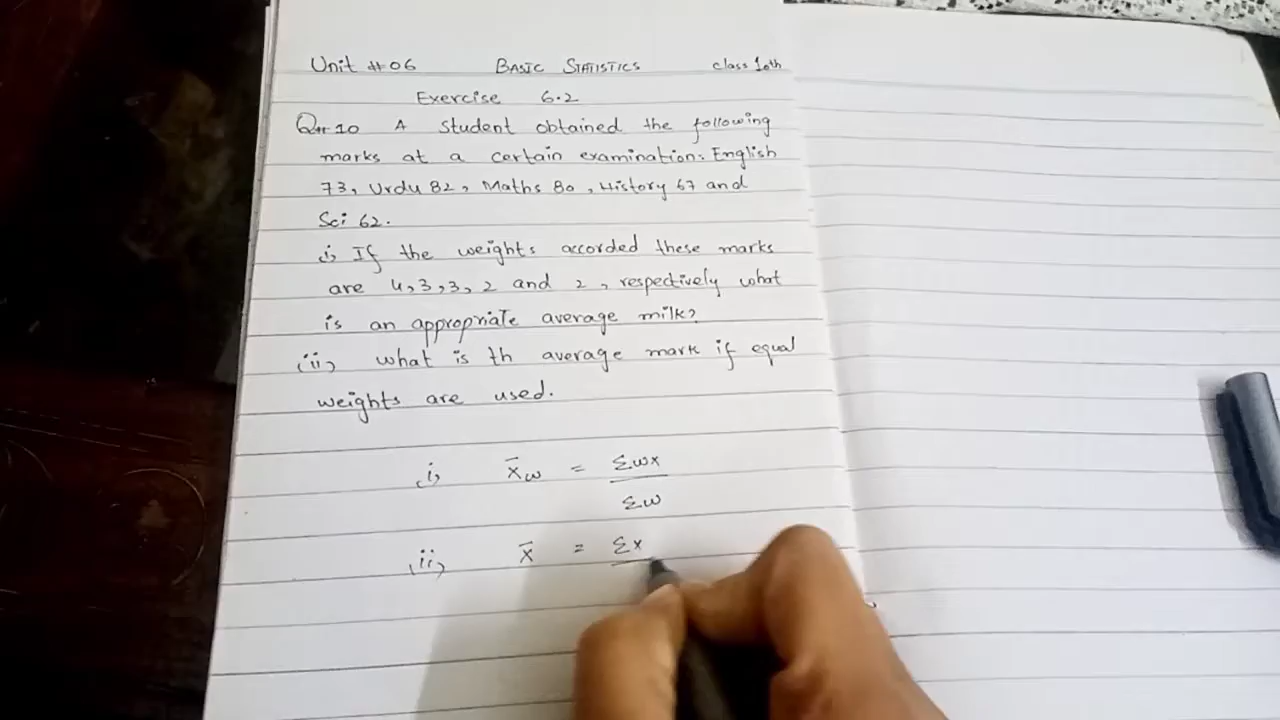 Unit #06 BASIC STATISTICS class 10th
Exercise 6.2
Q#10 A student obtained the following
marks at a certain examination: English
73, Urdu 82, Maths 80, History 67 and
Sci 62.
i, If the weights accorded these marks
are 4,3,3,2 and 2, respectively what
is an appropriate average milk?
(ii) what is th average mark if equal
weights are used.
i, x̄w = Σwx
Σw
(ii) x̄ = Σx